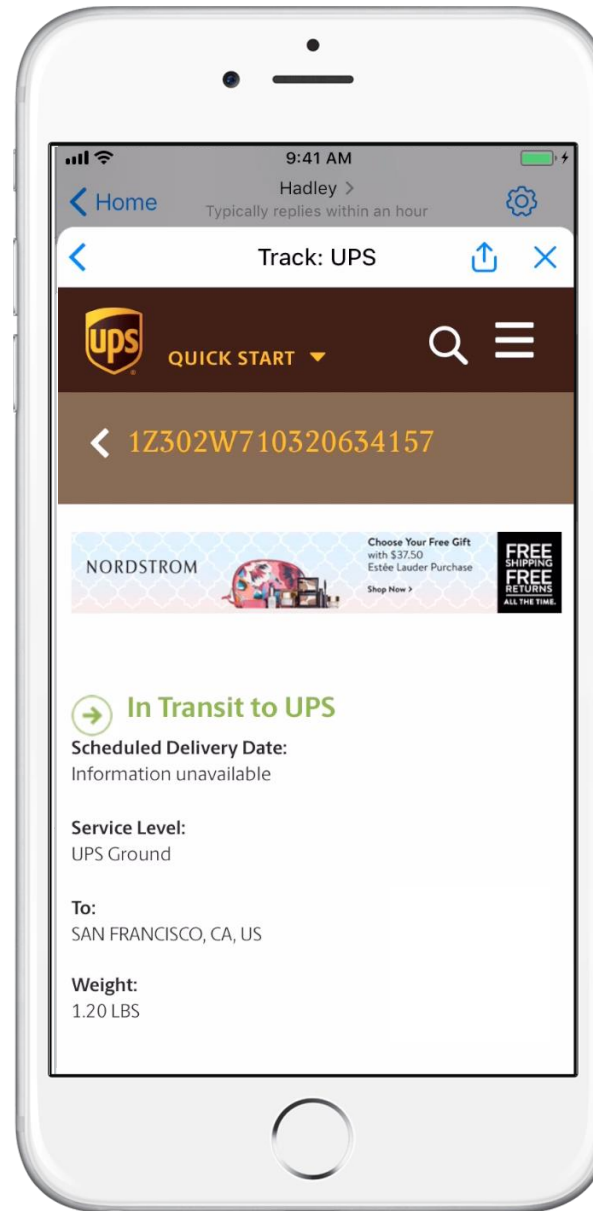 9:41 AM
Home
Hadley >
Typically replies within an hour
Track: UPS
ups
QUICK START
1Z302W710320634157
NORDSTROM
Choose Your Free Gift
with $37.50
Estée Lauder Purchase
Shop Now >
FREE
SHIPPING
FREE
RETURNS
ALL THE TIME.
In Transit to UPS
Scheduled Delivery Date:
Information unavailable
Service Level:
UPS Ground
To:
SAN FRANCISCO, CA, US
Weight:
1.20 LBS